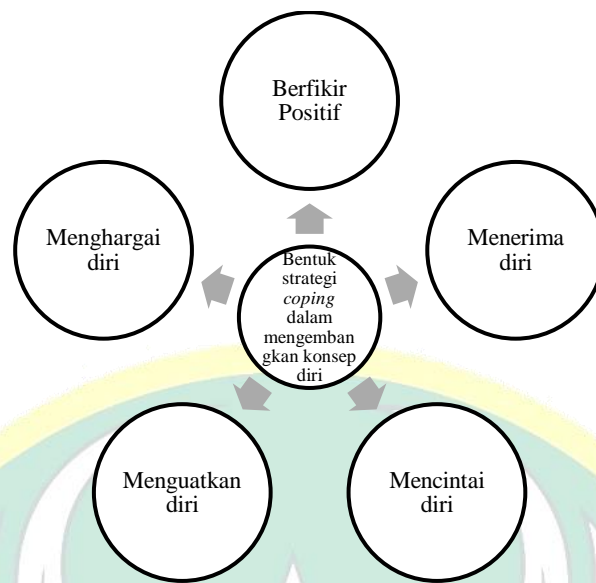 Berfikir
Positif
Menghargai
diri
Menerima
diri
Bentuk
strategi
coping
dalam
mengemban
gkan konsep
diri
Menguatkan
diri
Mencintai
diri